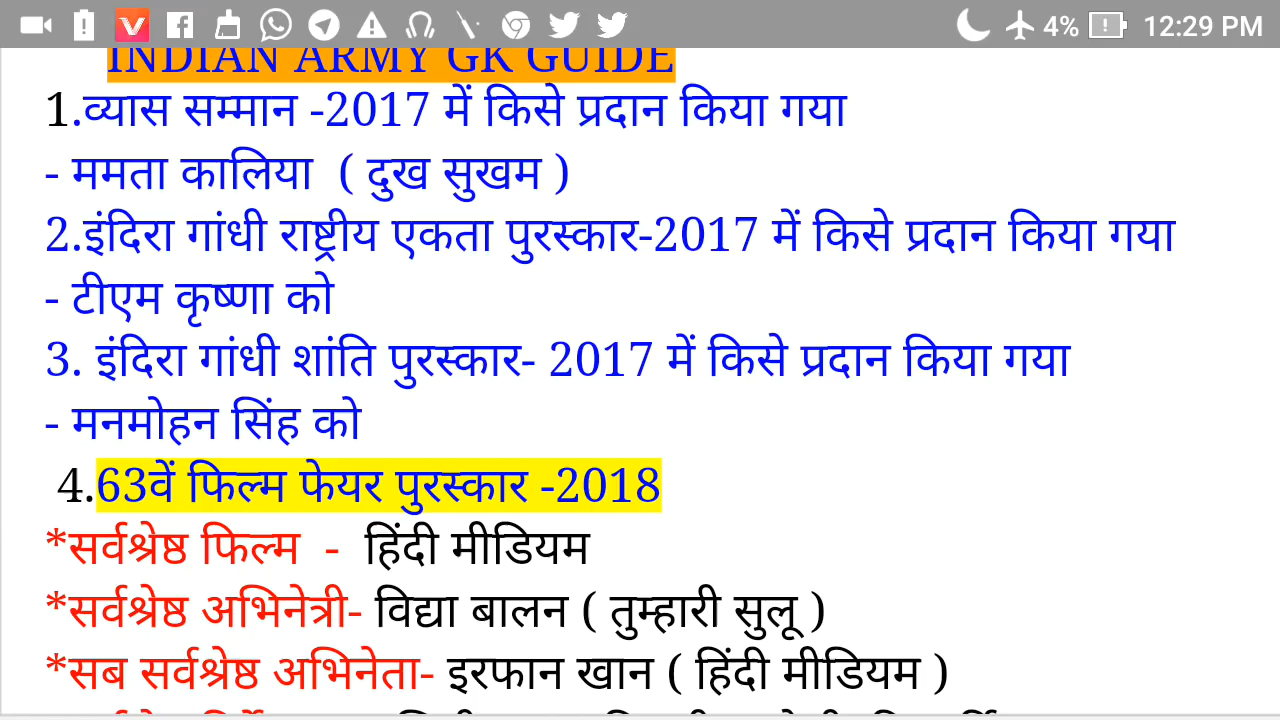 4% 12:29 PM
INDIAN ARMY GK GUIDE
1.व्यास सम्मान -2017 में किसे प्रदान किया गया
- ममता कालिया ( दुख सुखम )
2.इंदिरा गांधी राष्ट्रीय एकता पुरस्कार-2017 में किसे प्रदान किया गया
- टीएम कृष्णा को
3. इंदिरा गांधी शांति पुरस्कार- 2017 में किसे प्रदान किया गया
- मनमोहन सिंह को
4.63वें फिल्म फेयर पुरस्कार -2018
*सर्वश्रेष्ठ फिल्म - हिंदी मीडियम
*सर्वश्रेष्ठ अभिनेत्री- विद्या बालन ( तुम्हारी सुलू )
*सब सर्वश्रेष्ठ अभिनेता- इरफान खान ( हिंदी मीडियम )